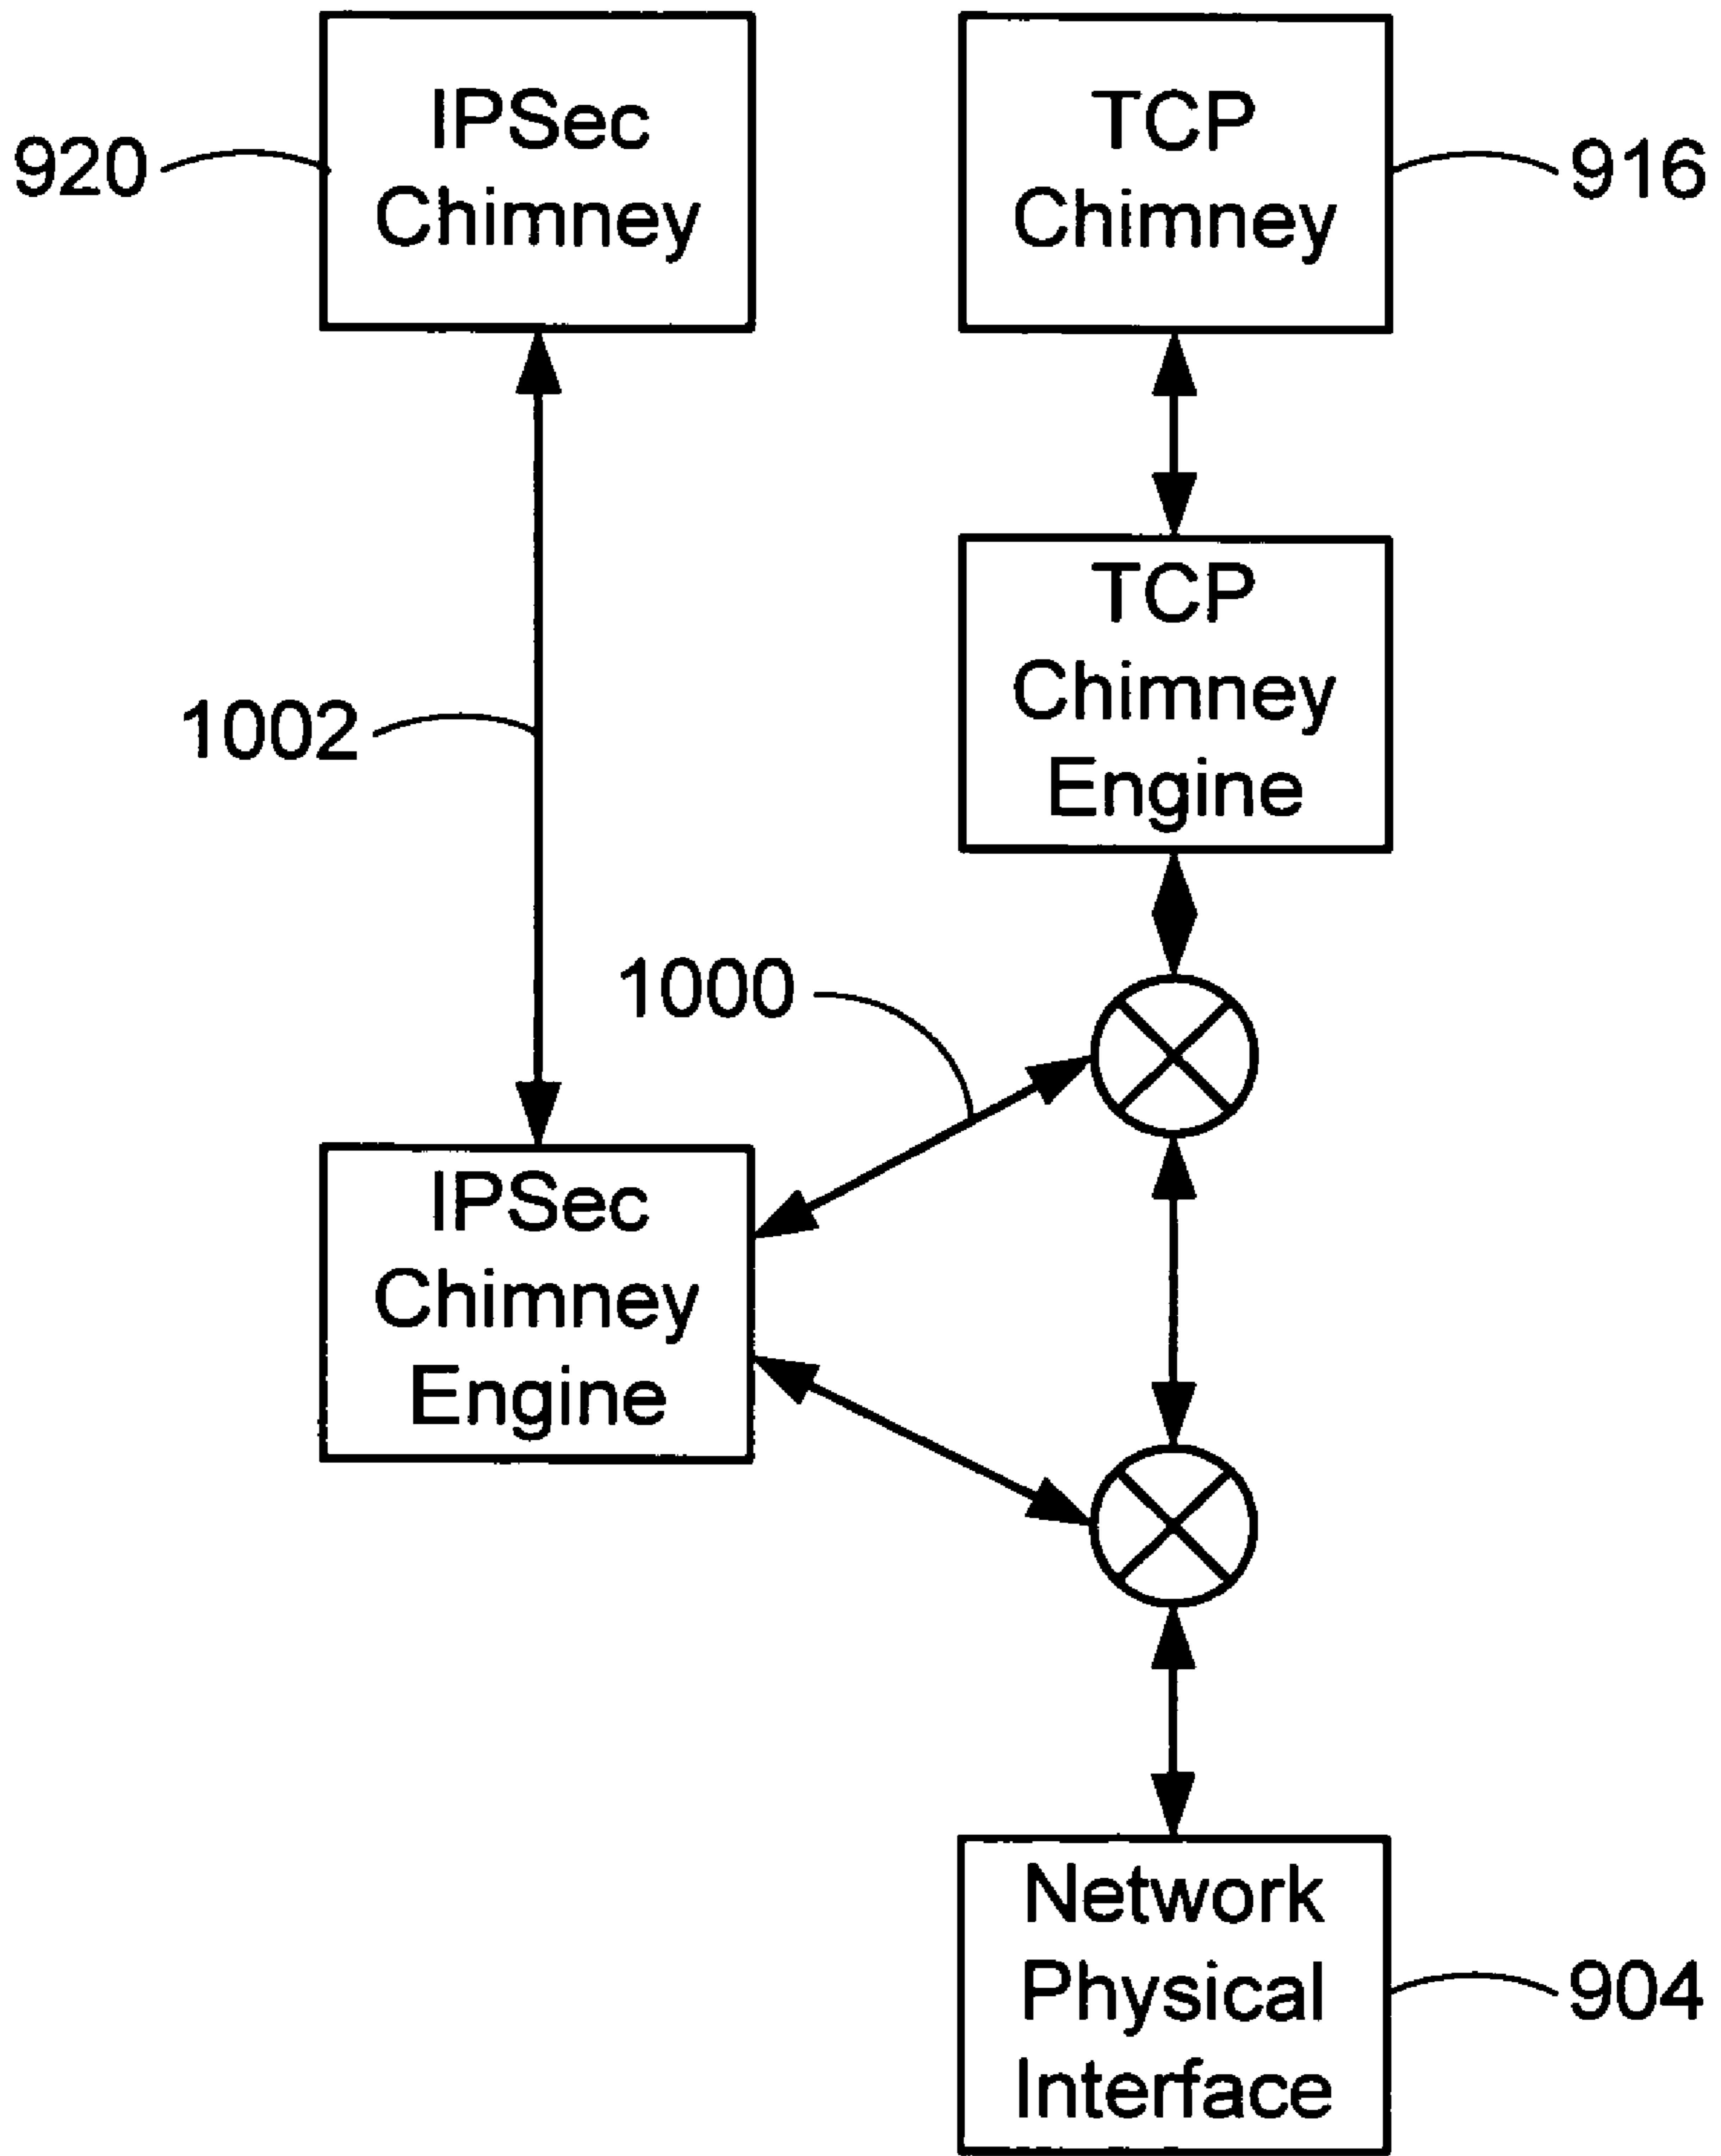 IPSec
Chimney
920
TCP
Chimney
916
TCP
Chimney
Engine
1002
1000
IPSec
Chimney
Engine
Network
Physical
Interface
904